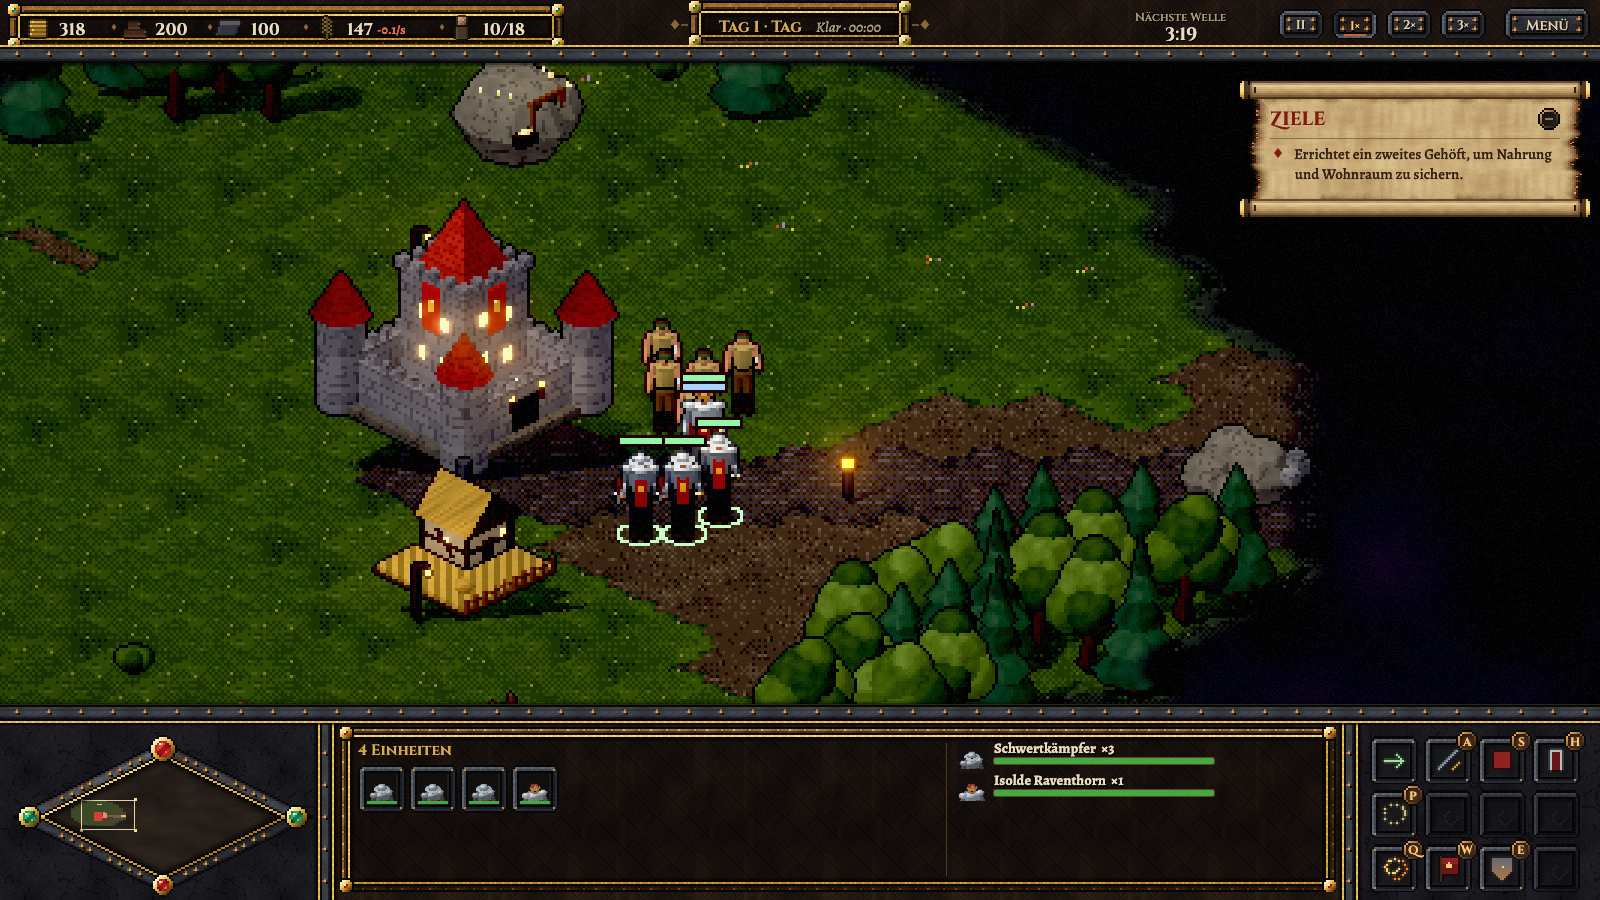 318 200 100 147 -0.1/s 10/18
Tag 1 · Tag Klar · 00:00
Nächste Welle
3:19
II 1× 2× 3× Menü
Ziele
Errichtet ein zweites Gehöft, um Nahrung
und Wohnraum zu sichern.
4 Einheiten
Schwertkämpfer ×3
Isolde Raventhorn ×1
A S H
P
Q W E